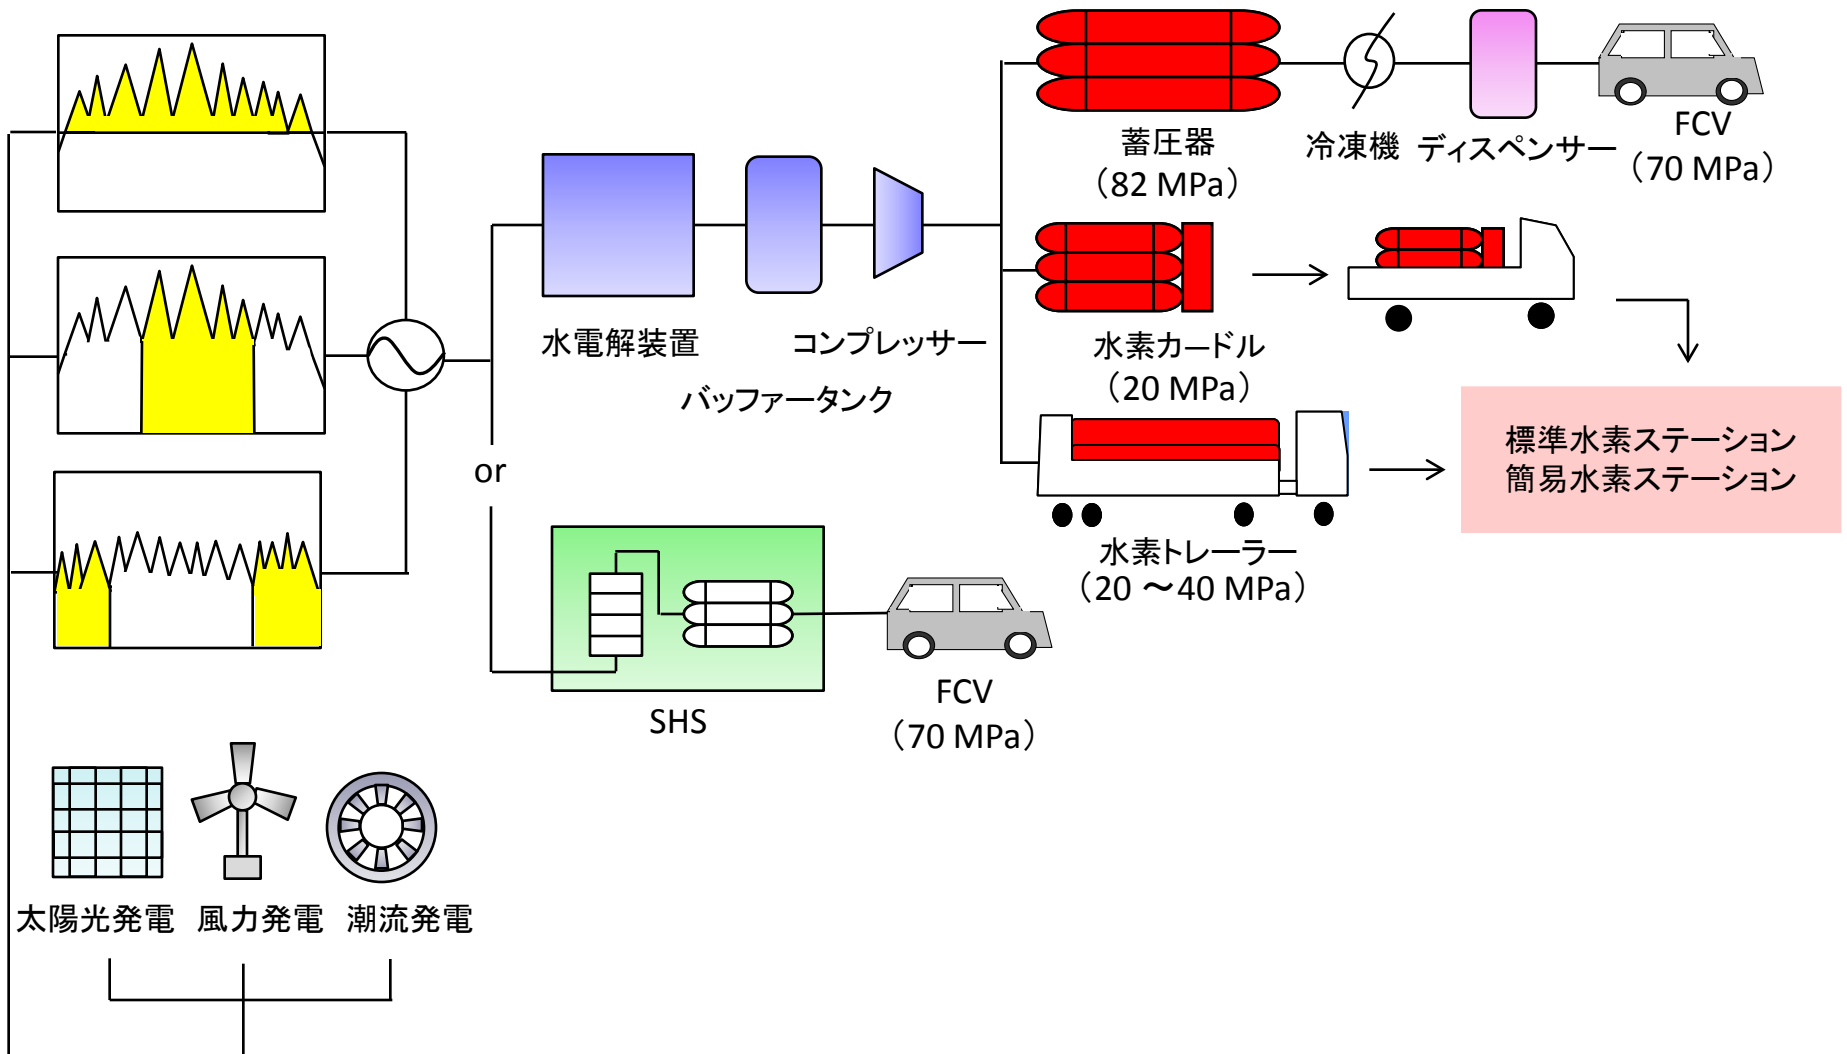 蓄圧器
（82 MPa）
冷凍機
ディスペンサー
FCV
（70 MPa）
水電解装置
バッファータンク
コンプレッサー
水素カードル
（20 MPa）
標準水素ステーション
簡易水素ステーション
or
水素トレーラー
（20 ～40 MPa）
SHS
FCV
（70 MPa）
太陽光発電
風力発電
潮流発電